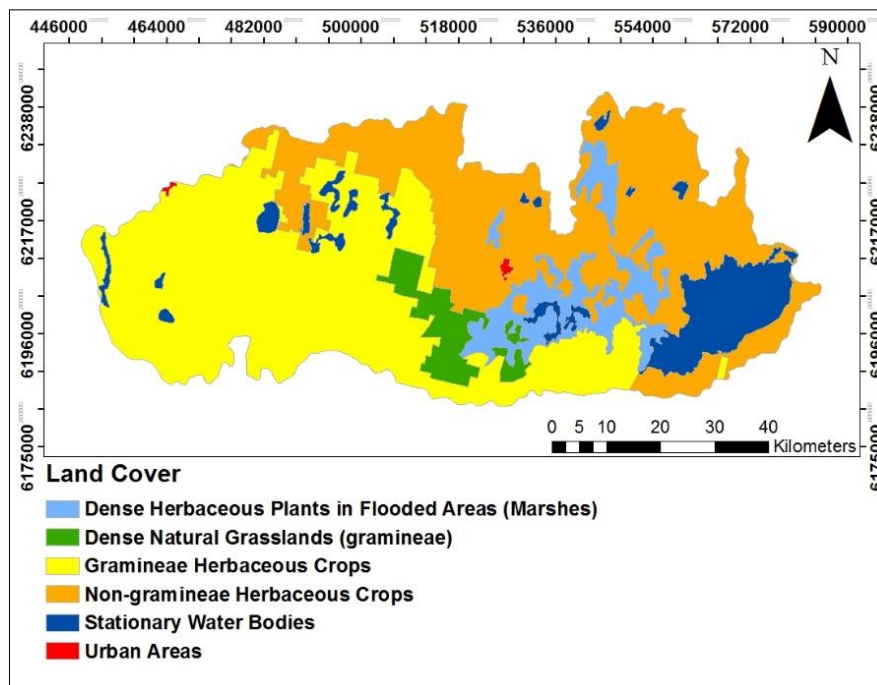 446000 464000 482000 500000 518000 536000 554000 572000 590000
N
6238000 6238000
6217000 6217000
6196000 6196000
0 5 10 20 30 40
Kilometers
6175000 6175000
Land Cover
Dense Herbaceous Plants in Flooded Areas (Marshes)
Dense Natural Grasslands (gramineae)
Gramineae Herbaceous Crops
Non-gramineae Herbaceous Crops
Stationary Water Bodies
Urban Areas